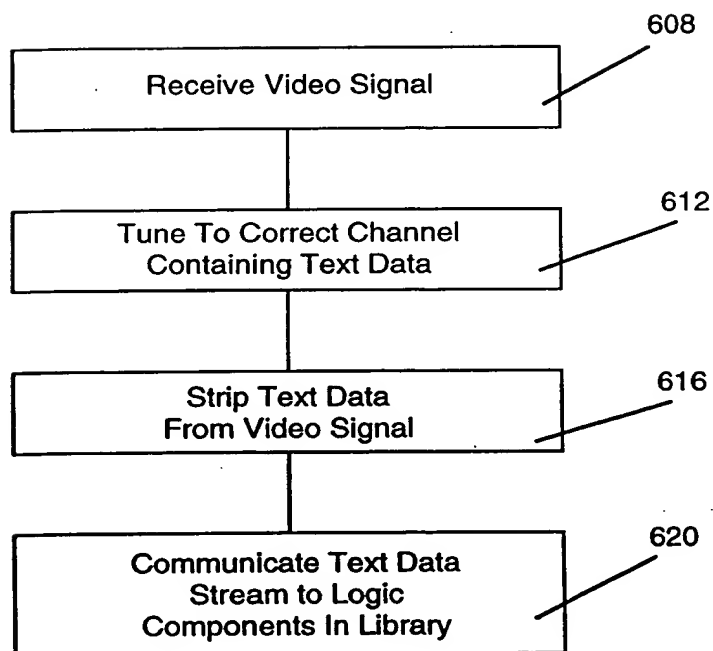 608
Receive Video Signal
612
Tune To Correct Channel
Containing Text Data
616
Strip Text Data
From Video Signal
620
Communicate Text Data
Stream to Logic
Components In Library